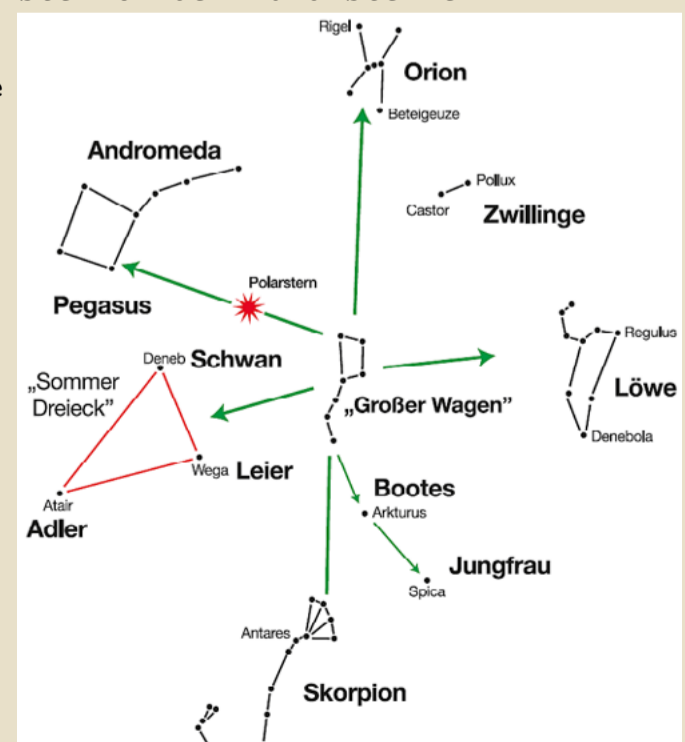 Rigel
Orion
Beteigeuze
Andromeda
Pollux
Castor
Zwillinge
Polarstern
Pegasus
Regulus
Deneb Schwan
„Sommer
Dreieck”
Löwe
„Großer Wagen”
Denebola
Wega Leier
Bootes
Atair
Arkturus
Adler
Jungfrau
Spica
Antares
Skorpion